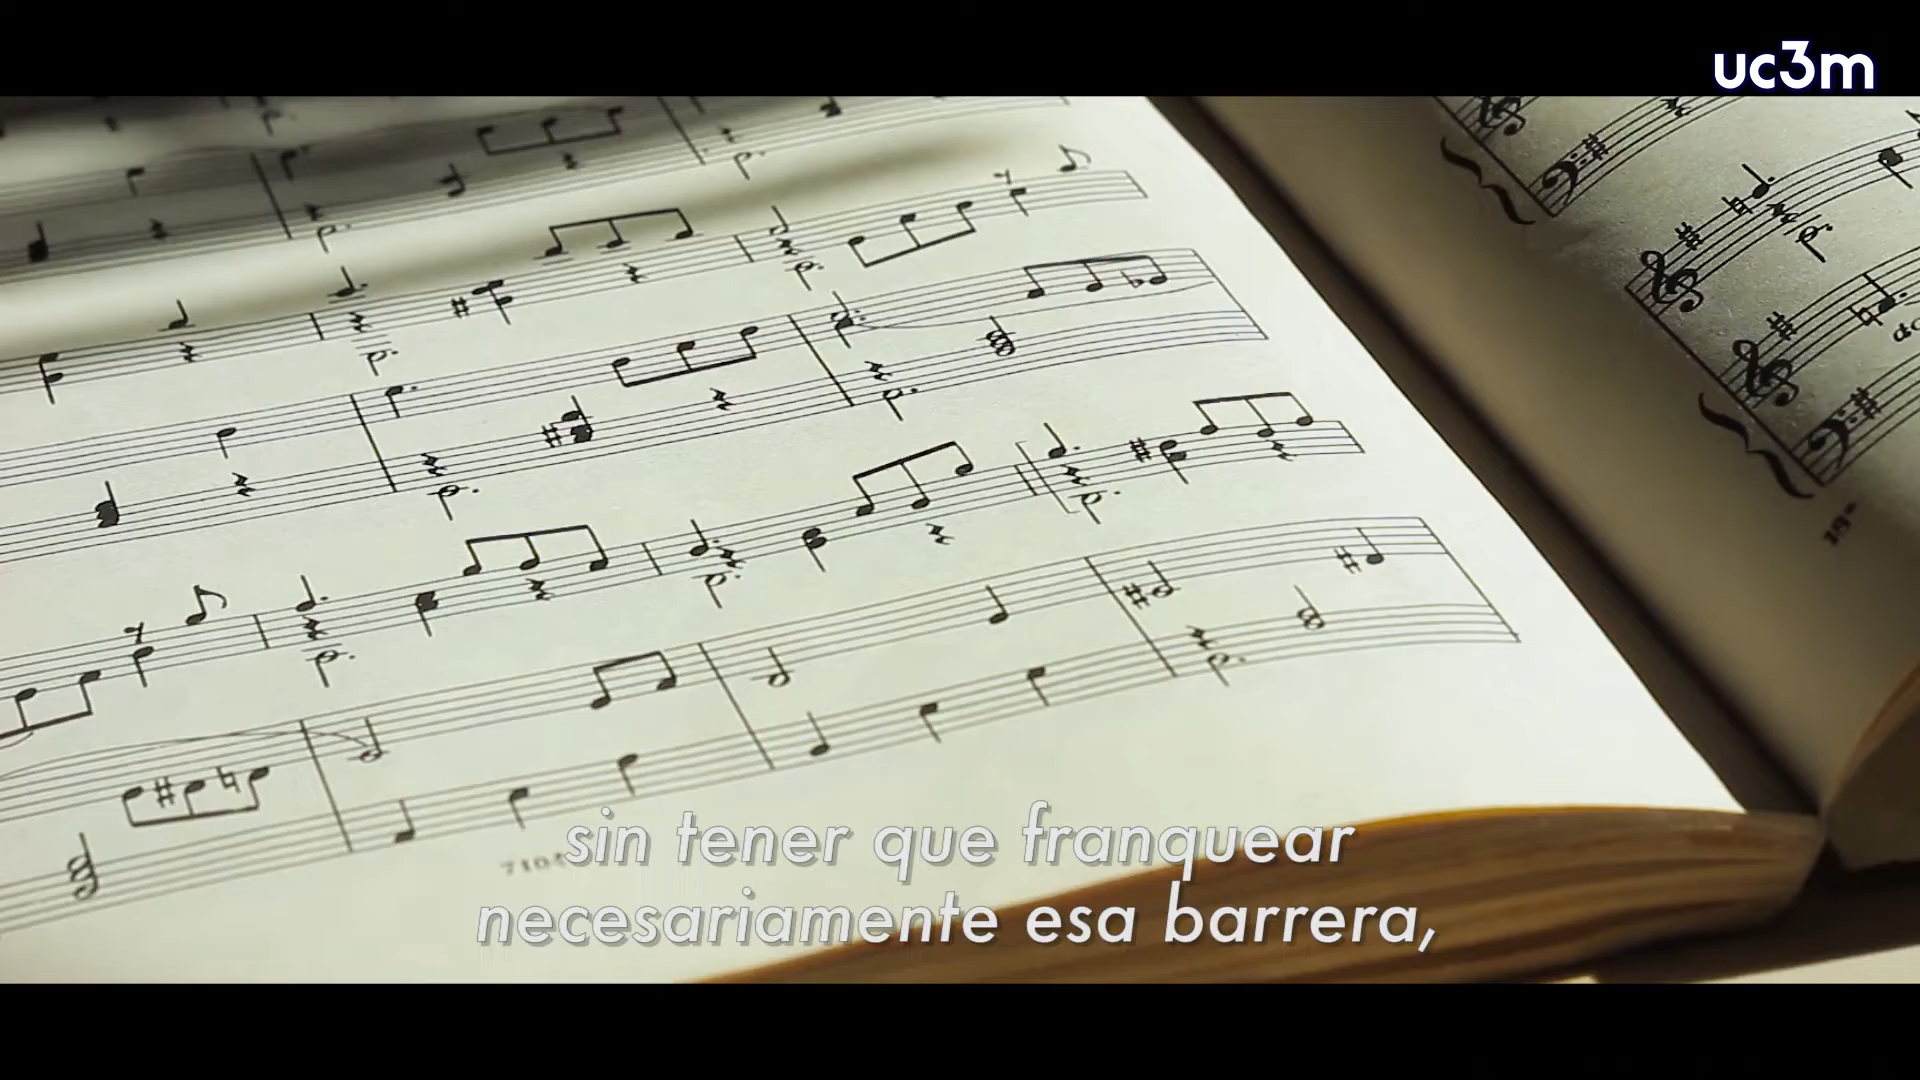 uc3m
sin tener que franquear
necesariamente esa barrera,